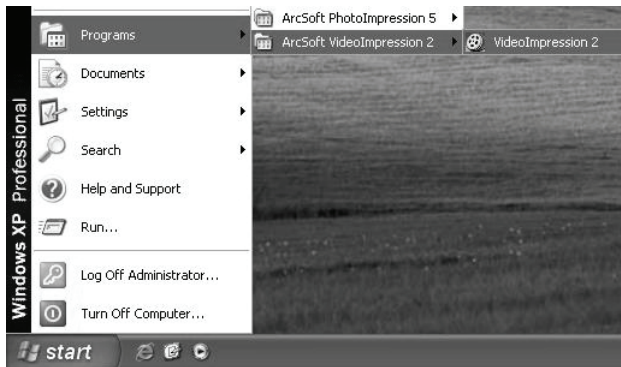 Programs
Documents
Settings
Search
Help and Support
Run...
Log Off Administrator...
Turn Off Computer...
ArcSoft PhotoImpression 5
ArcSoft VideoImpression 2
VideoImpression 2
Windows XP Professional
start